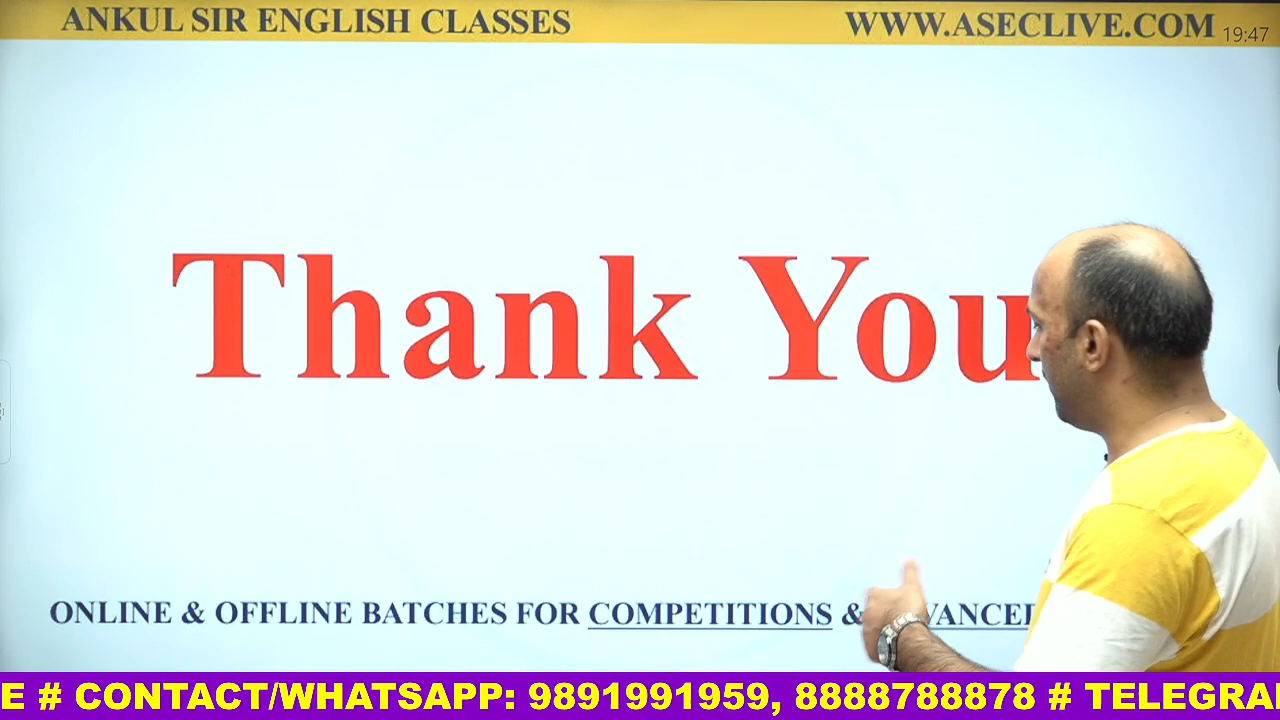 ANKUL SIR ENGLISH CLASSES WWW.ASECLIVE.COM 19:47
Thank You
ONLINE & OFFLINE BATCHES FOR COMPETITIONS &
E # CONTACT/WHATSAPP: 9891991959, 8888788878 # TELEGRA